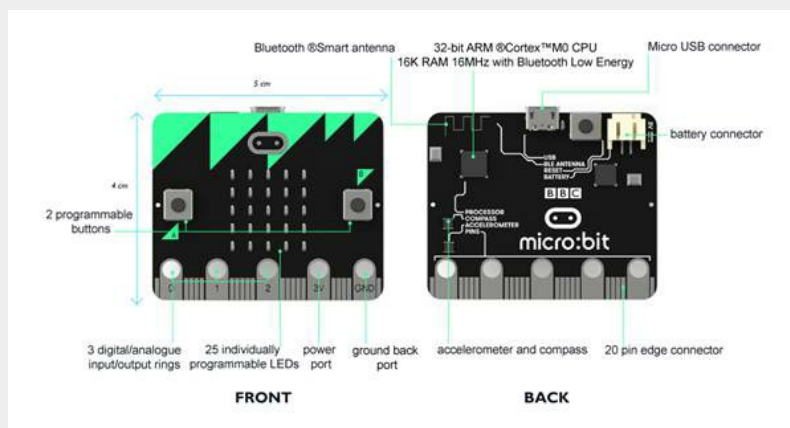 Bluetooth ®Smart antenna
32-bit ARM ®Cortex™M0 CPU
16K RAM 16MHz with Bluetooth Low Energy
Micro USB connector
5 cm
4 cm
battery connector
2 programmable
buttons
B
A
0 1 2 3V GND
3 digital/analogue
input/output rings
25 individually
programmable LEDs
power
port
ground back
port
FRONT
USB
BLE ANTENNA
RESET
BATTERY
BBC
PROCESSOR
COMPASS
ACCELEROMETER
PINS
micro:bit
accelerometer and compass
20 pin edge connector
BACK